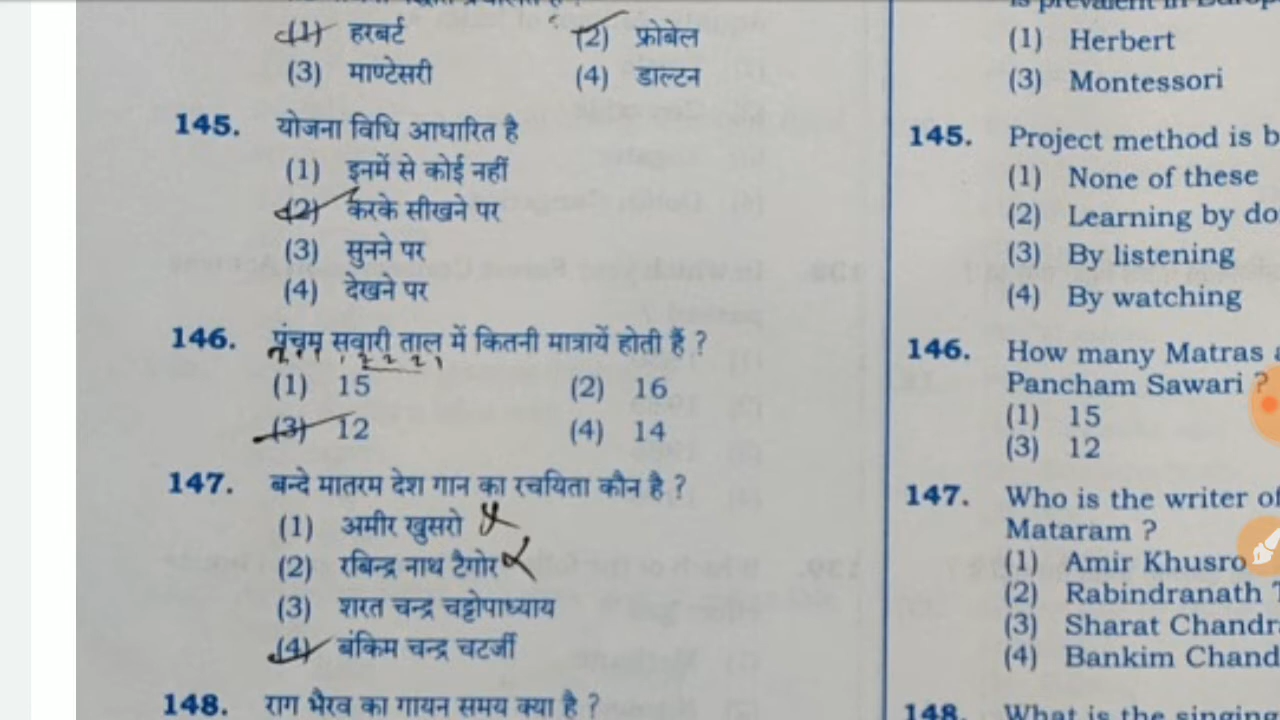 (1) हरबर्ट (2) फ्रोबेल
(3) माण्टेसरी (4) डाल्टन
145. योजना विधि आधारित है
(1) इनमें से कोई नहीं
(2) करके सीखने पर
(3) सुनने पर
(4) देखने पर
146. पंचम सवारी ताल में कितनी मात्रायें होती हैं ?
(1) 15 (2) 16
(3) 12 (4) 14
147. बन्दे मातरम देश गान का रचयिता कौन है ?
(1) अमीर खुसरो
(2) रबिन्द्र नाथ टैगोर
(3) शरत चन्द्र चट्टोपाध्याय
(4) बंकिम चन्द्र चटर्जी
148. राग भैरव का गायन समय क्या है ?
is prevalent in Europ
(1) Herbert
(3) Montessori
145. Project method is b
(1) None of these
(2) Learning by do
(3) By listening
(4) By watching
146. How many Matras a
Pancham Sawari ?
(1) 15
(3) 12
147. Who is the writer of
Mataram ?
(1) Amir Khusro
(2) Rabindranath T
(3) Sharat Chandr
(4) Bankim Chand
148. What is the singing